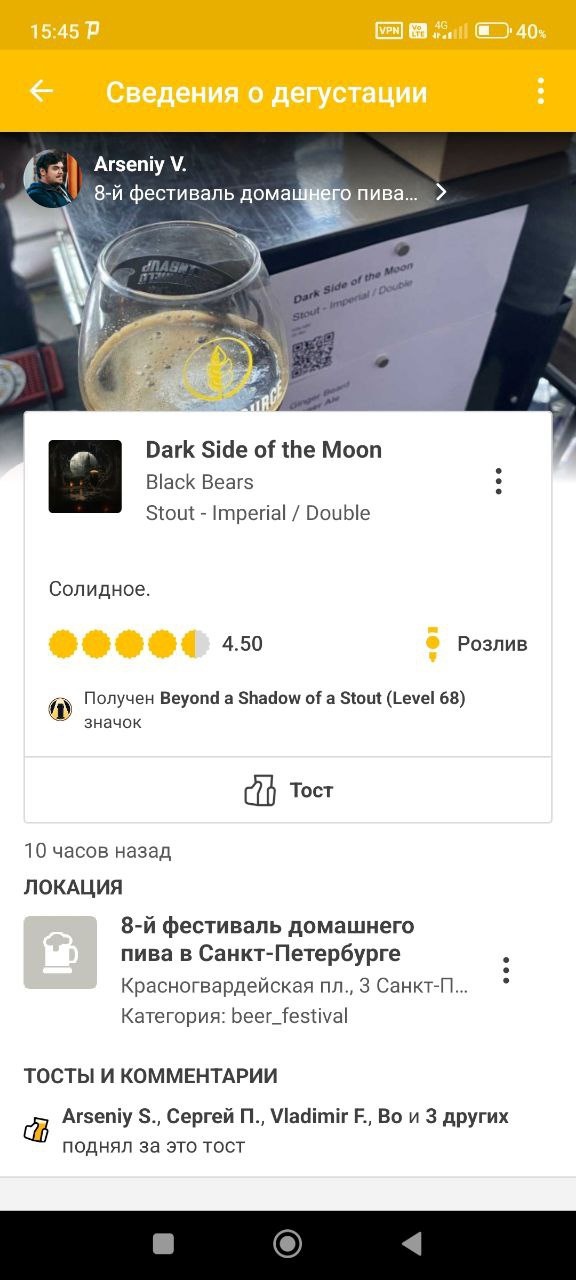 15:45
VPN
Vo LTE
4G
40%
Сведения о дегустации
Arseniy V.
8-й фестиваль домашнего пива...
Dark Side of the Moon
Stout - Imperial / Double
Ginger Beard
Dark Side of the Moon
Black Bears
Stout - Imperial / Double
Солидное.
4.50
Розлив
Получен Beyond a Shadow of a Stout (Level 68)
значок
Тост
10 часов назад
ЛОКАЦИЯ
8-й фестиваль домашнего
пива в Санкт-Петербурге
Красногвардейская пл., 3 Санкт-П...
Категория: beer_festival
ТОСТЫ И КОММЕНТАРИИ
Arseniy S., Сергей П., Vladimir F., Bo и 3 других
поднял за это тост